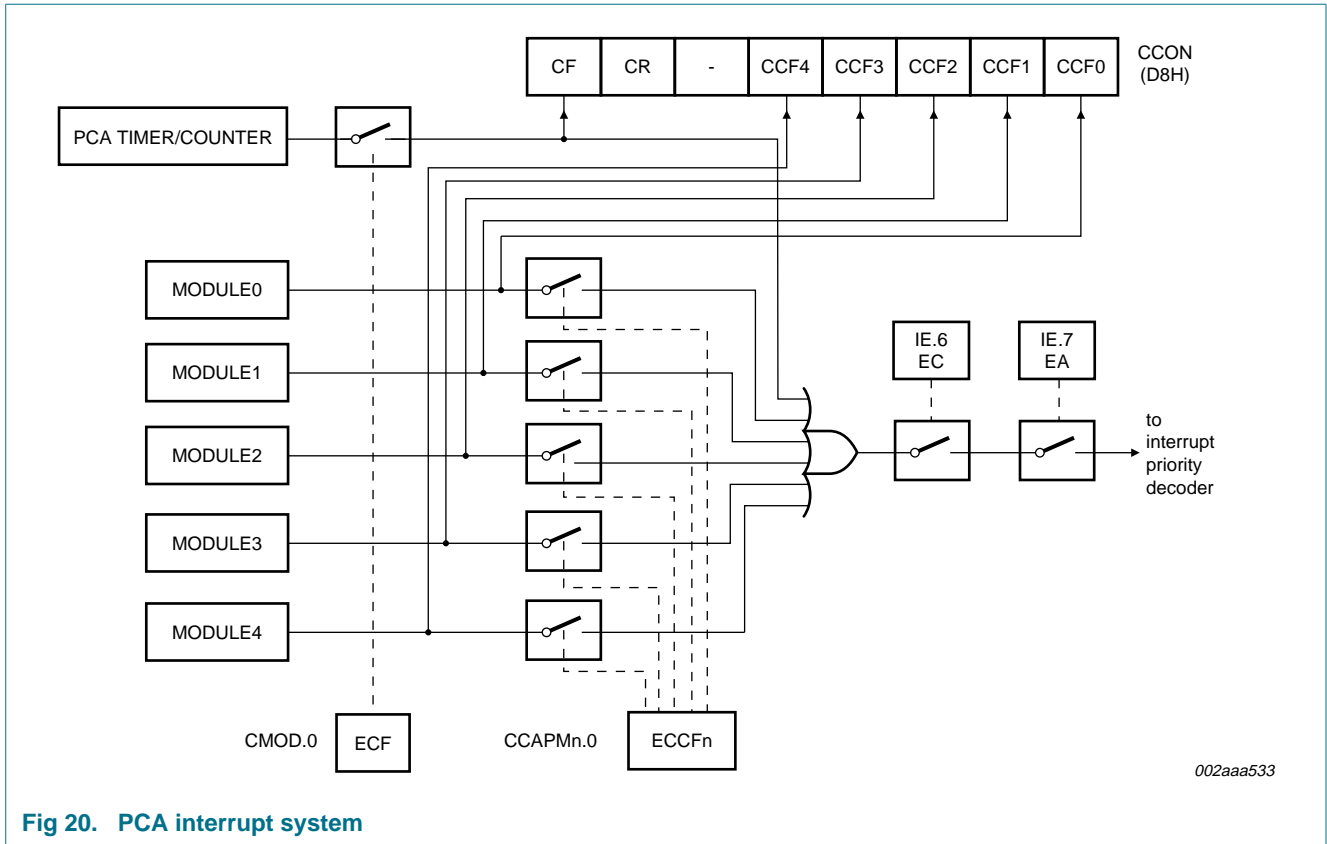 CF CR - CCF4 CCF3 CCF2 CCF1 CCF0
CCON
(D8H)
PCA TIMER/COUNTER
MODULE0
MODULE1
MODULE2
MODULE3
MODULE4
IE.6
EC
IE.7
EA
to
interrupt
priority
decoder
CMOD.0 ECF
CCAPMn.0 ECCFn
002aaa533
Fig 20. PCA interrupt system